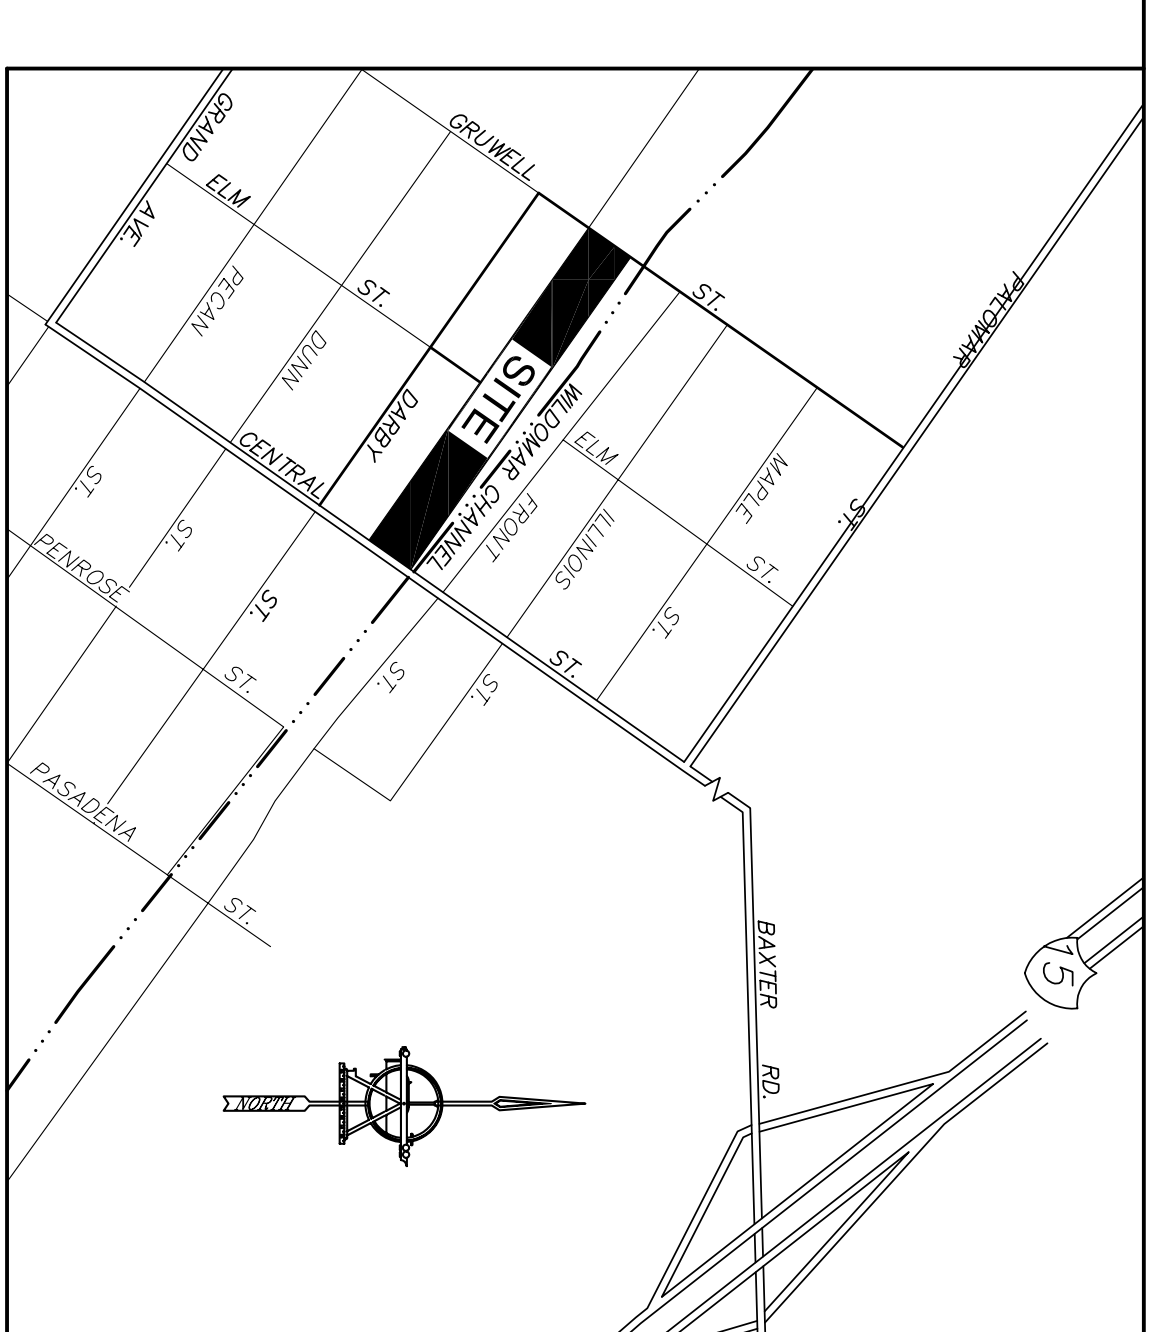 GRAND
AVE.
GRUWELL
ST.
ELM
ST.
PECAN
ST.
DUNN
ST.
DARBY
ST.
SITE
WILDOMAR CHANNEL
CENTRAL
ST.
ELM
ST.
FRONT
ST.
ILLINOIS
ST.
MAPLE
ST.
PALOMAR
ST.
PENROSE
ST.
PASADENA
ST.
BAXTER
RD.
15
NORTH